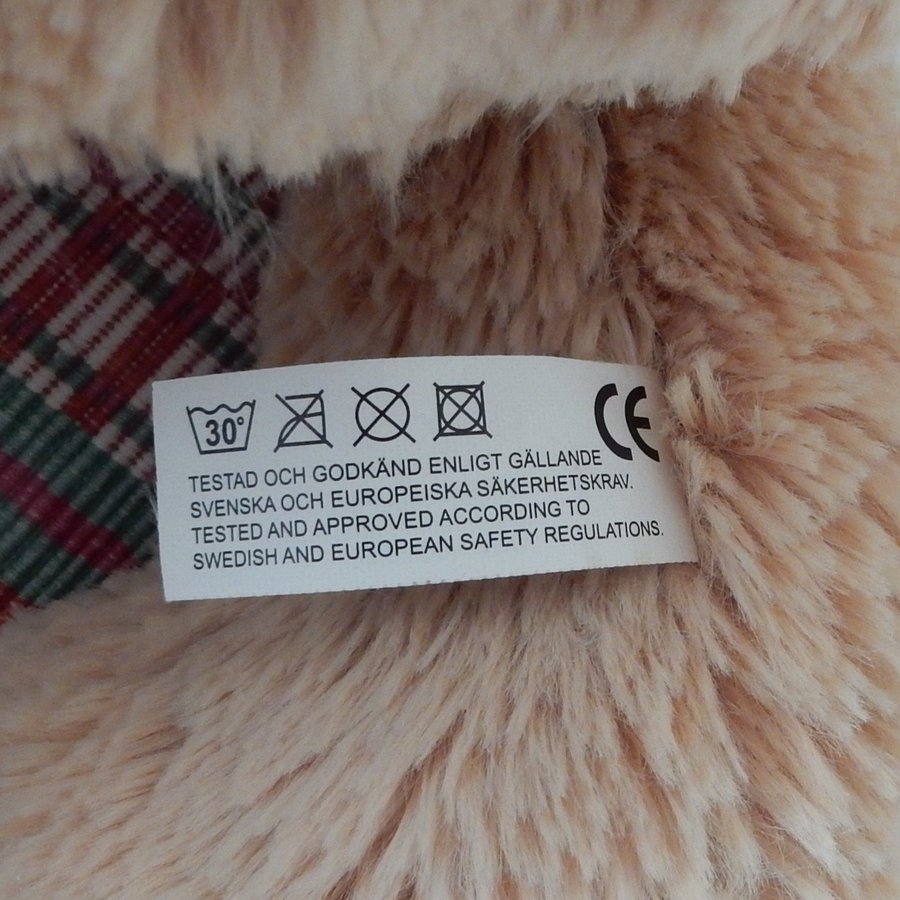 30°
CE
TESTAD OCH GODKÄND ENLIGT GÄLLANDE
SVENSKA OCH EUROPEISKA SÄKERHETSKRAV.
TESTED AND APPROVED ACCORDING TO
SWEDISH AND EUROPEAN SAFETY REGULATIONS.